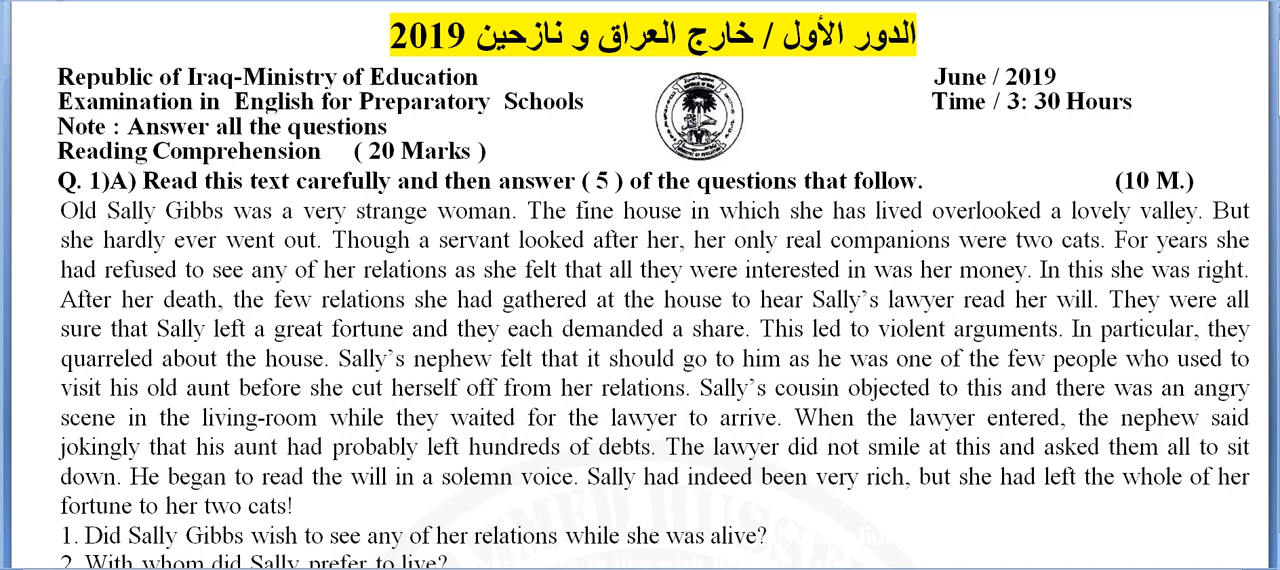 الدور الأول / خارج العراق و نازحين 2019
Republic of Iraq-Ministry of Education
June / 2019
Examination in English for Preparatory Schools
Time / 3: 30 Hours
Note : Answer all the questions
Reading Comprehension ( 20 Marks )
Q. 1)A) Read this text carefully and then answer ( 5 ) of the questions that follow. (10 M.)
Old Sally Gibbs was a very strange woman. The fine house in which she has lived overlooked a lovely valley. But
she hardly ever went out. Though a servant looked after her, her only real companions were two cats. For years she
had refused to see any of her relations as she felt that all they were interested in was her money. In this she was right.
After her death, the few relations she had gathered at the house to hear Sally's lawyer read her will. They were all
sure that Sally left a great fortune and they each demanded a share. This led to violent arguments. In particular, they
quarreled about the house. Sally's nephew felt that it should go to him as he was one of the few people who used to
visit his old aunt before she cut herself off from her relations. Sally's cousin objected to this and there was an angry
scene in the living-room while they waited for the lawyer to arrive. When the lawyer entered, the nephew said
jokingly that his aunt had probably left hundreds of debts. The lawyer did not smile at this and asked them all to sit
down. He began to read the will in a solemn voice. Sally had indeed been very rich, but she had left the whole of her
fortune to her two cats!
1. Did Sally Gibbs wish to see any of her relations while she was alive?
2. With whom did Sally prefer to live?